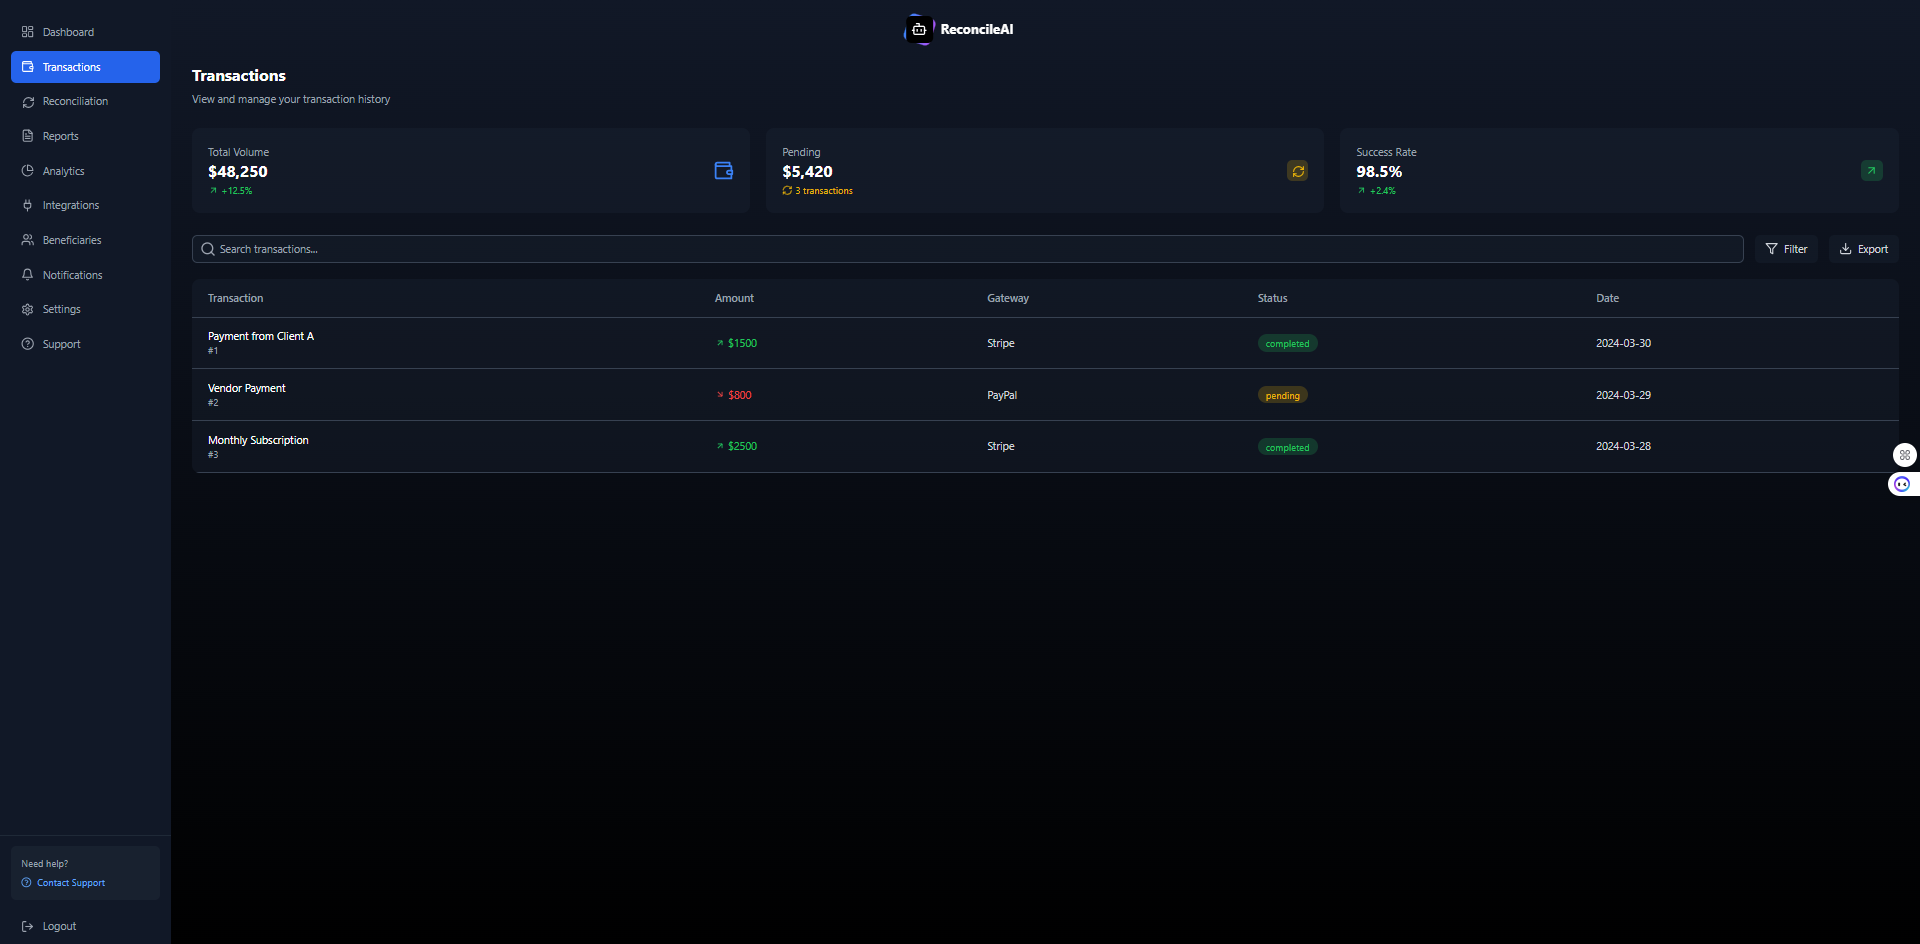 ReconcileAI
Dashboard
Transactions
Reconciliation
Reports
Analytics
Integrations
Beneficiaries
Notifications
Settings
Support
Need help?
Contact Support
Logout
Transactions
View and manage your transaction history
Total Volume
$48,250
+12.5%
Pending
$5,420
3 transactions
Success Rate
98.5%
+2.4%
Search transactions...
Filter
Export
Transaction Amount Gateway Status Date
Payment from Client A
#1
$1500 Stripe completed 2024-03-30
Vendor Payment
#2
$800 PayPal pending 2024-03-29
Monthly Subscription
#3
$2500 Stripe completed 2024-03-28